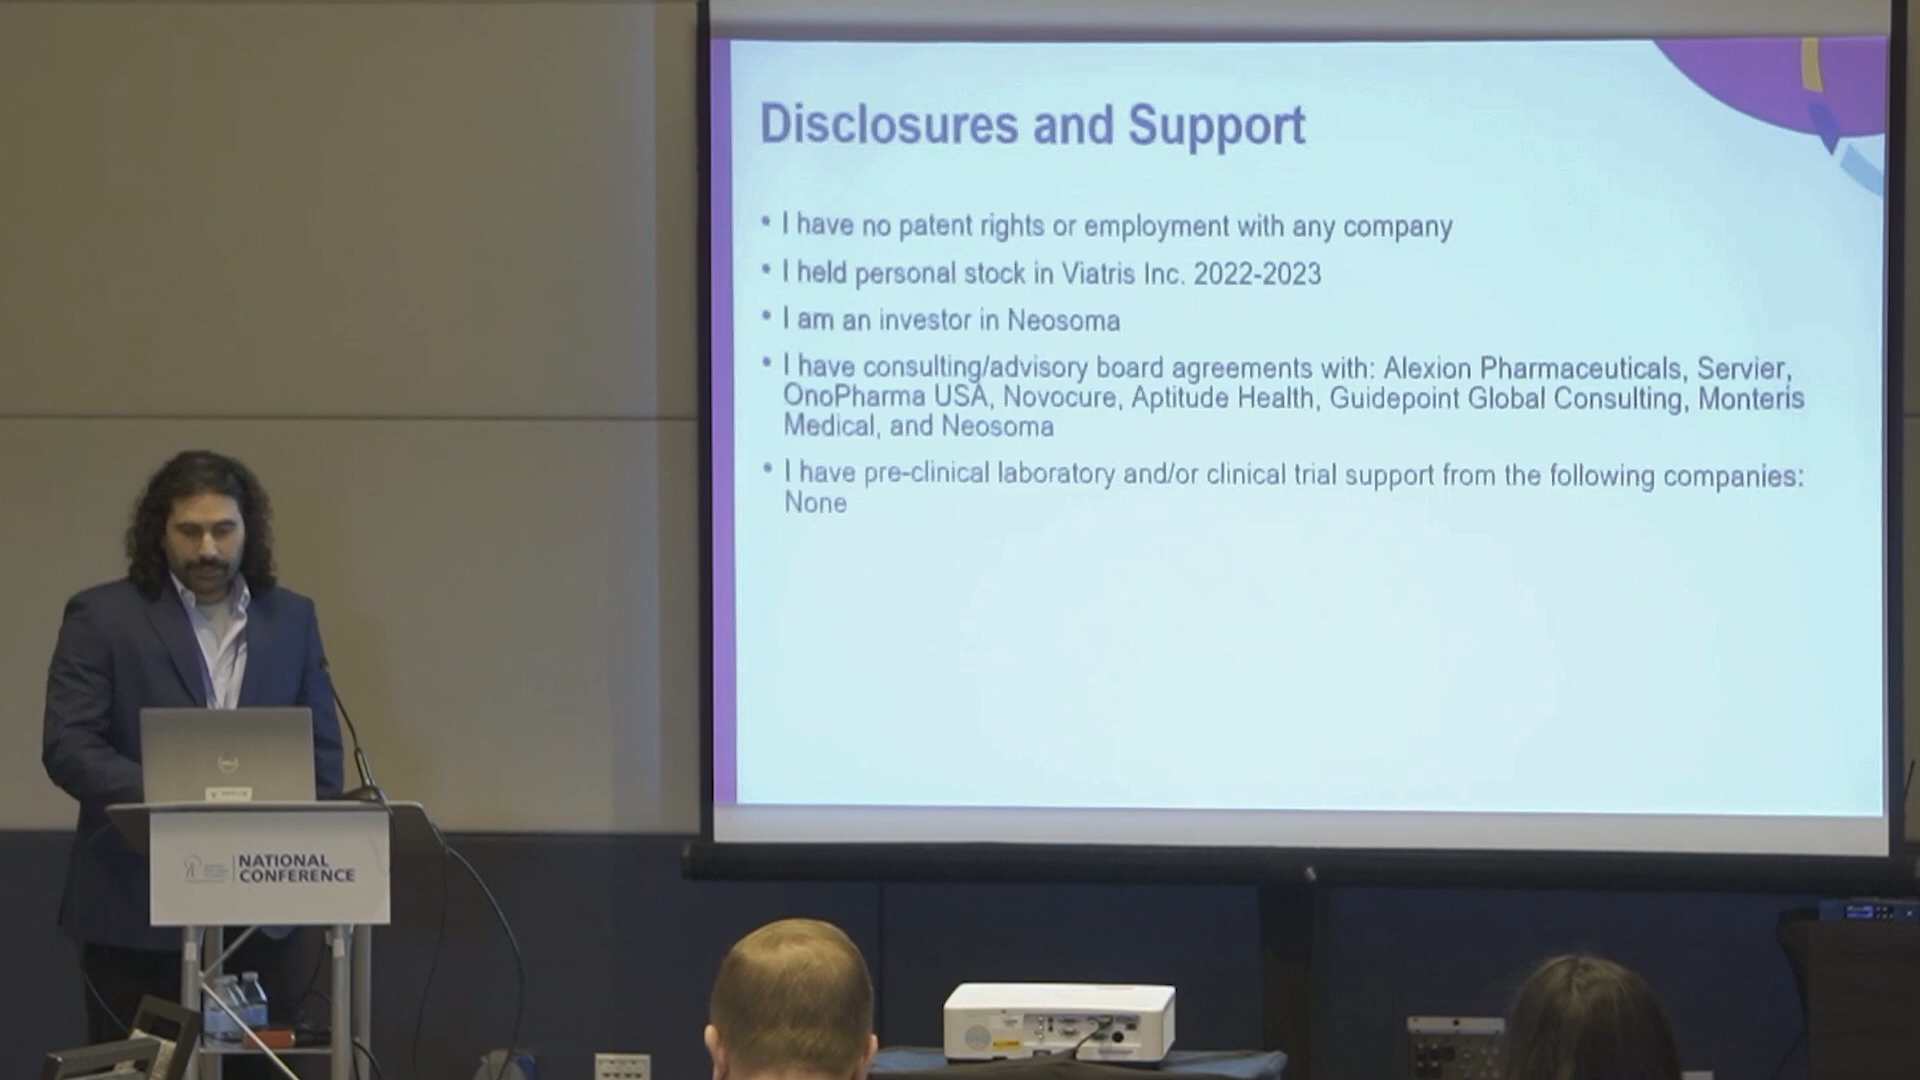 Disclosures and Support
• I have no patent rights or employment with any company
• I held personal stock in Viatris Inc. 2022-2023
• I am an investor in Neosoma
• I have consulting/advisory board agreements with: Alexion Pharmaceuticals, Servier,
OnoPharma USA, Novocure, Aptitude Health, Guidepoint Global Consulting, Monteris
Medical, and Neosoma
• I have pre-clinical laboratory and/or clinical trial support from the following companies:
None
DELL
NATIONAL
CONFERENCE